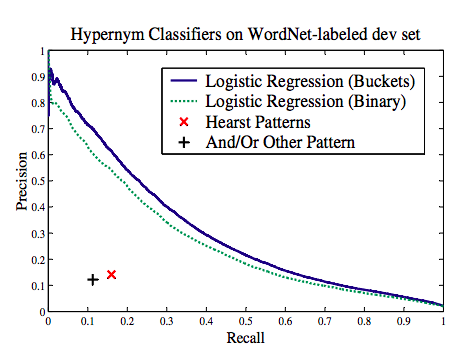 Hypernym Classifiers on WordNet-labeled dev set
1
0.9
0.8
0.7
0.6
0.5
0.4
0.3
0.2
0.1
0
Precision
Logistic Regression (Buckets)
Logistic Regression (Binary)
Hearst Patterns
And/Or Other Pattern
0 0.1 0.2 0.3 0.4 0.5 0.6 0.7 0.8 0.9 1
Recall